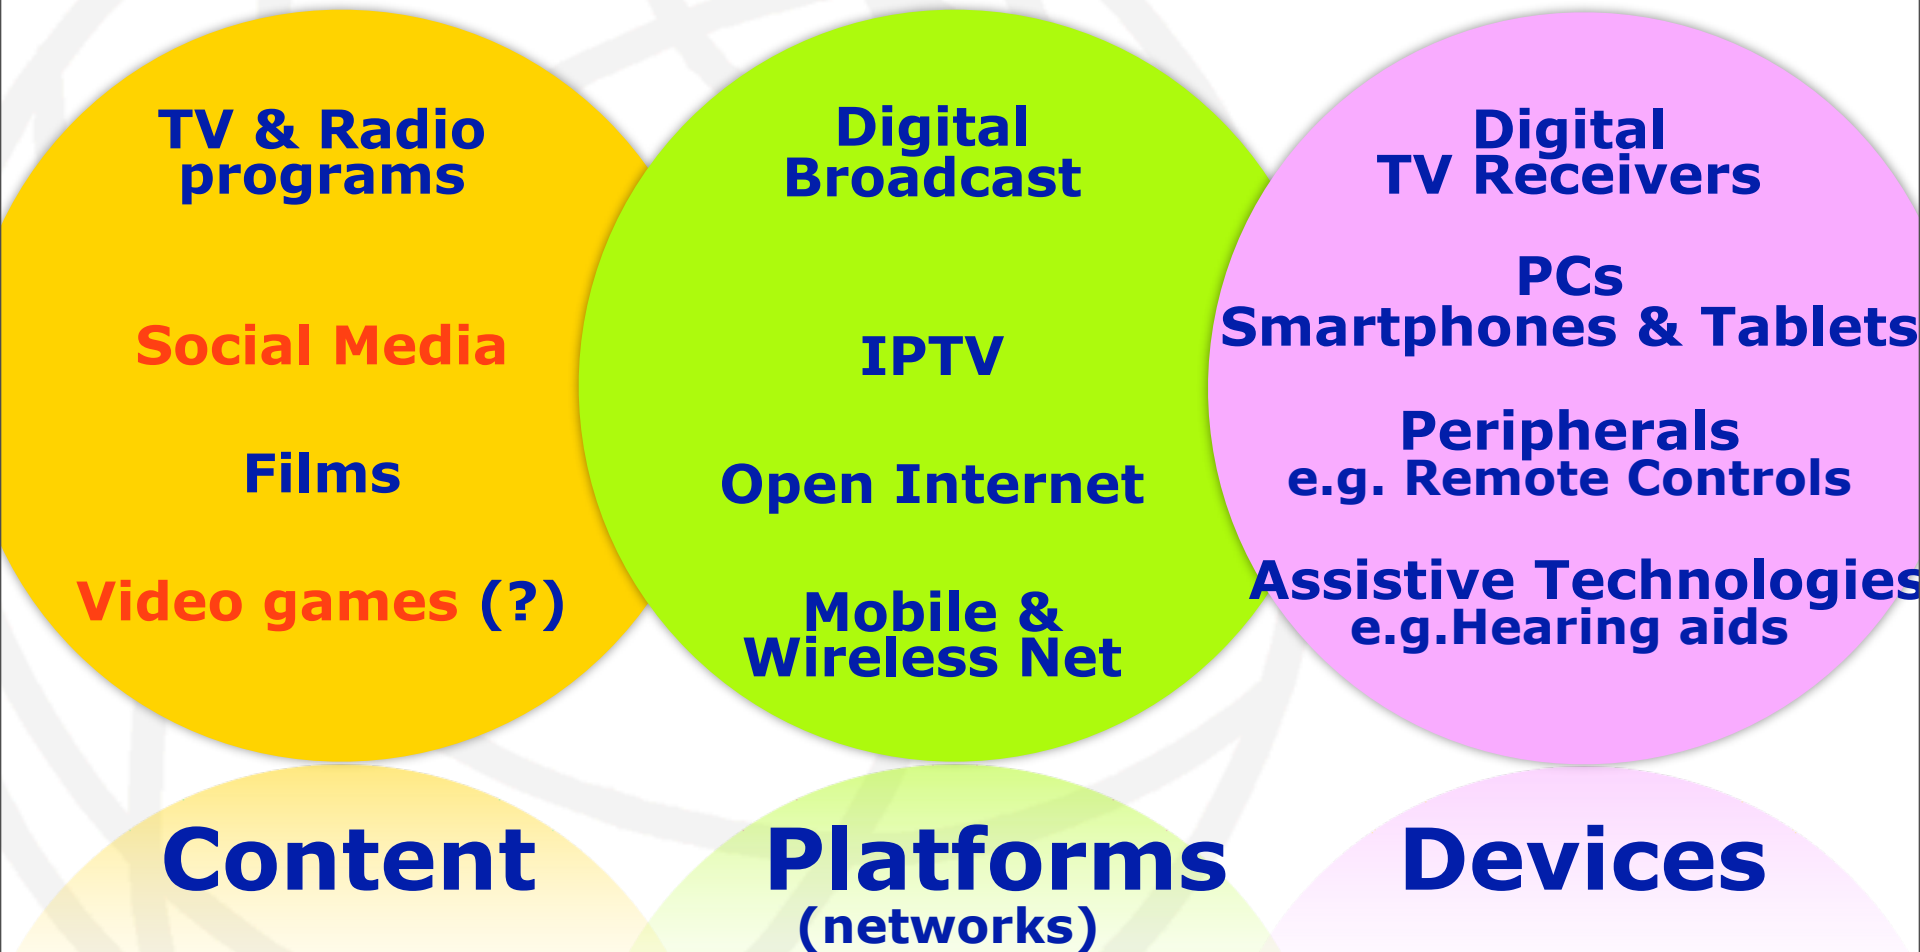 TV & Radio
programs
Social Media
Films
Video games (?)
Digital
Broadcast
IPTV
Open Internet
Mobile &
Wireless Net
Digital
TV Receivers
PCs
Smartphones & Tablets
Peripherals
e.g. Remote Controls
Assistive Technologies
e.g.Hearing aids
Content
Platforms
(networks)
Devices